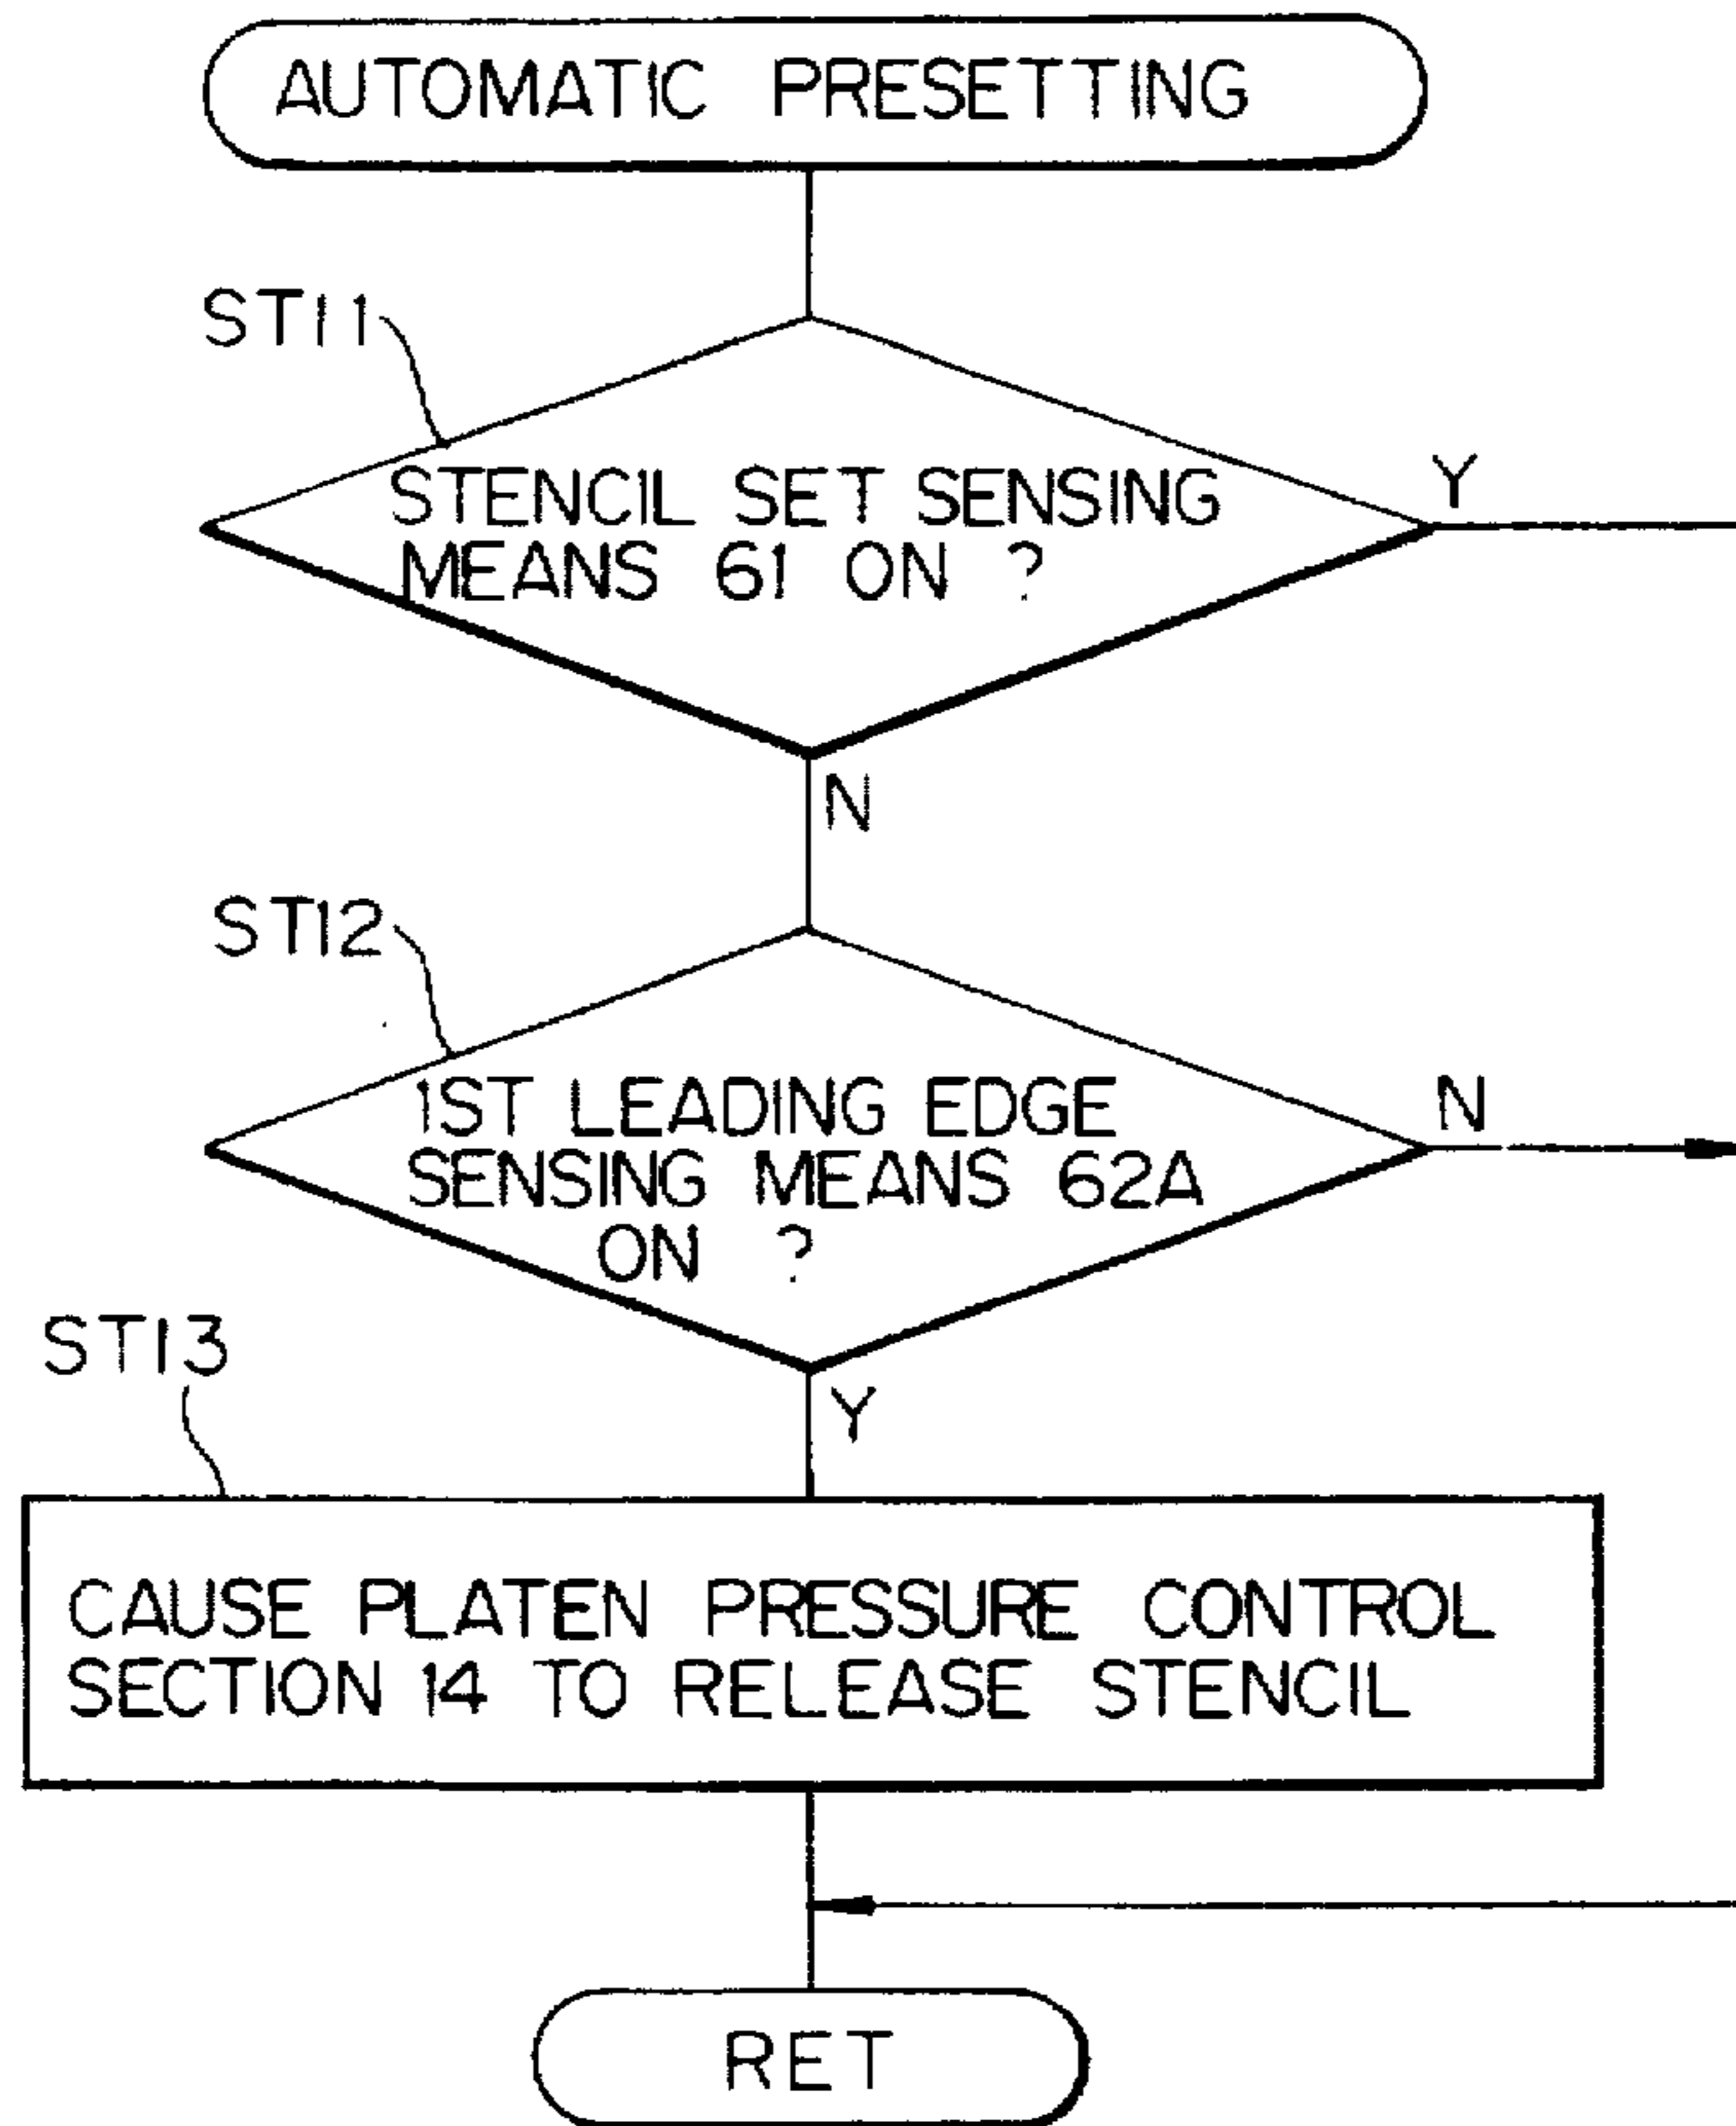 AUTOMATIC PRESETTING
ST11
STENCIL SET SENSING
MEANS 61 ON ?
Y
N
ST12
1ST LEADING EDGE
SENSING MEANS 62A
ON ?
N
Y
ST13
CAUSE PLATEN PRESSURE CONTROL
SECTION 14 TO RELEASE STENCIL
RET